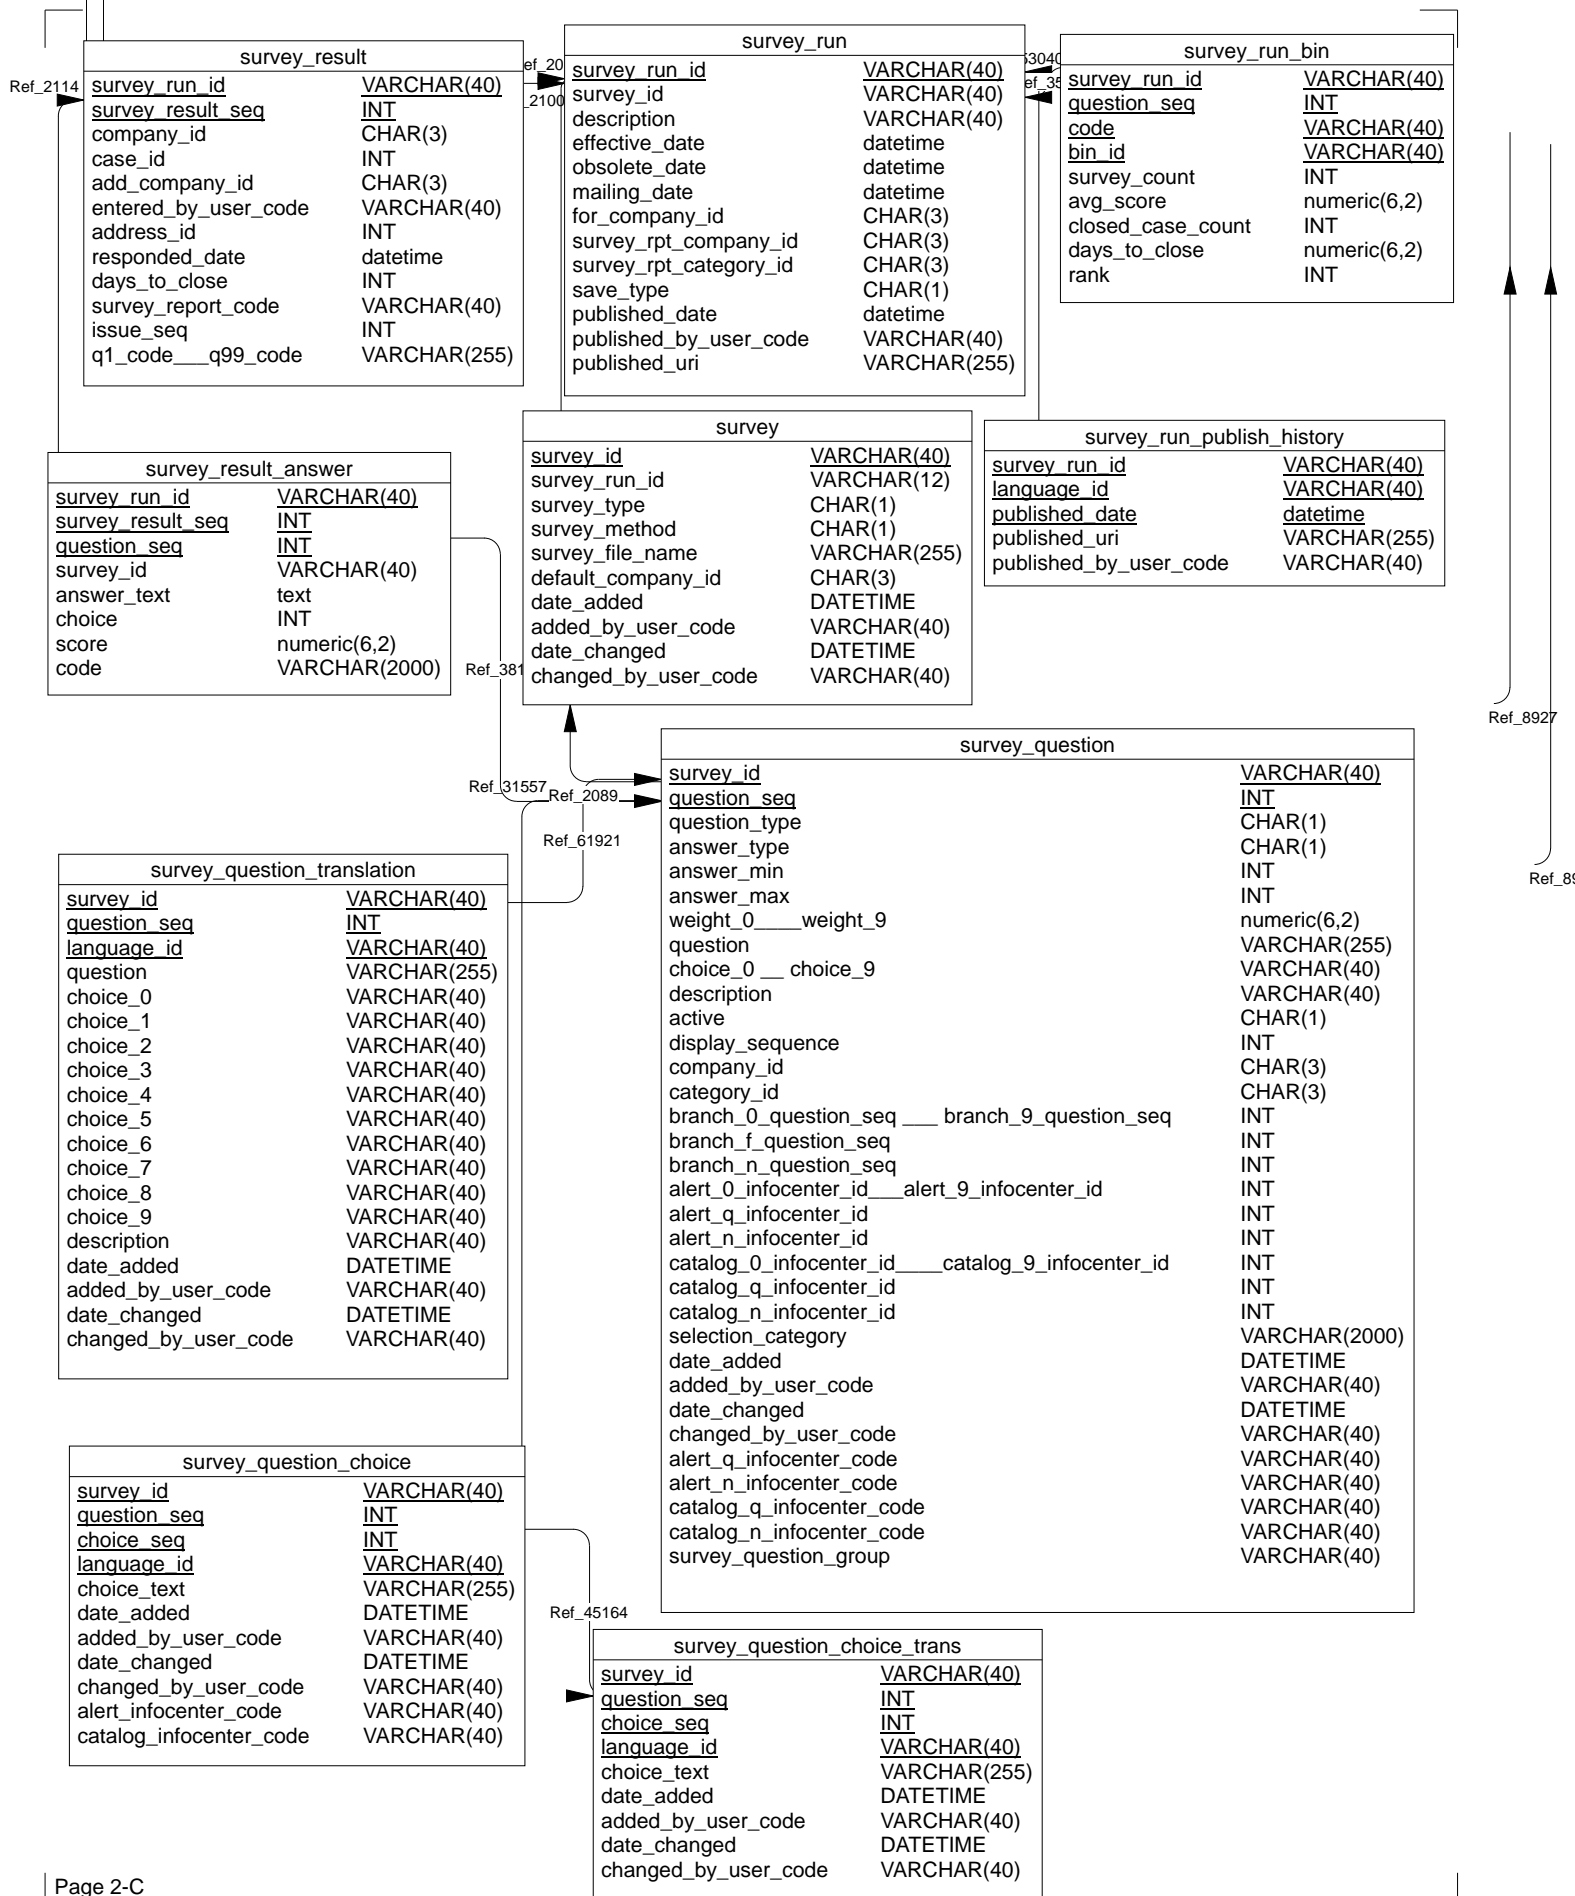 survey_result
survey_run_id VARCHAR(40)
survey_result_seq INT
company_id CHAR(3)
case_id INT
add_company_id CHAR(3)
entered_by_user_code VARCHAR(40)
address_id INT
responded_date datetime
days_to_close INT
survey_report_code VARCHAR(40)
issue_seq INT
q1_code___q99_code VARCHAR(255)
Ref_2114
ef_20
_2100
survey_run
survey_run_id VARCHAR(40)
survey_id VARCHAR(40)
description VARCHAR(40)
effective_date datetime
obsolete_date datetime
mailing_date datetime
for_company_id CHAR(3)
survey_rpt_company_id CHAR(3)
survey_rpt_category_id CHAR(3)
save_type CHAR(1)
published_date datetime
published_by_user_code VARCHAR(40)
published_uri VARCHAR(255)
53040
ef_35
survey_run_bin
survey_run_id VARCHAR(40)
question_seq INT
code VARCHAR(40)
bin_id VARCHAR(40)
survey_count INT
avg_score numeric(6,2)
closed_case_count INT
days_to_close numeric(6,2)
rank INT
survey_result_answer
survey_run_id VARCHAR(40)
survey_result_seq INT
question_seq INT
survey_id VARCHAR(40)
answer_text text
choice INT
score numeric(6,2)
code VARCHAR(2000)
Ref_381
survey
survey_id VARCHAR(40)
survey_run_id VARCHAR(12)
survey_type CHAR(1)
survey_method CHAR(1)
survey_file_name VARCHAR(255)
default_company_id CHAR(3)
date_added DATETIME
added_by_user_code VARCHAR(40)
date_changed DATETIME
changed_by_user_code VARCHAR(40)
survey_run_publish_history
survey_run_id VARCHAR(40)
language_id VARCHAR(40)
published_date datetime
published_uri VARCHAR(255)
published_by_user_code VARCHAR(40)
Ref_8927
Ref_89
Ref_31557
Ref_2089
Ref_61921
survey_question
survey_id VARCHAR(40)
question_seq INT
question_type CHAR(1)
answer_type CHAR(1)
answer_min INT
answer_max INT
weight_0____weight_9 numeric(6,2)
question VARCHAR(255)
choice_0 __ choice_9 VARCHAR(40)
description VARCHAR(40)
active CHAR(1)
display_sequence INT
company_id CHAR(3)
category_id CHAR(3)
branch_0_question_seq ___ branch_9_question_seq INT
branch_f_question_seq INT
branch_n_question_seq INT
alert_0_infocenter_id___alert_9_infocenter_id INT
alert_q_infocenter_id INT
alert_n_infocenter_id INT
catalog_0_infocenter_id____catalog_9_infocenter_id INT
catalog_q_infocenter_id INT
catalog_n_infocenter_id INT
selection_category VARCHAR(2000)
date_added DATETIME
added_by_user_code VARCHAR(40)
date_changed DATETIME
changed_by_user_code VARCHAR(40)
alert_q_infocenter_code VARCHAR(40)
alert_n_infocenter_code VARCHAR(40)
catalog_q_infocenter_code VARCHAR(40)
catalog_n_infocenter_code VARCHAR(40)
survey_question_group VARCHAR(40)
survey_question_translation
survey_id VARCHAR(40)
question_seq INT
language_id VARCHAR(40)
question VARCHAR(255)
choice_0 VARCHAR(40)
choice_1 VARCHAR(40)
choice_2 VARCHAR(40)
choice_3 VARCHAR(40)
choice_4 VARCHAR(40)
choice_5 VARCHAR(40)
choice_6 VARCHAR(40)
choice_7 VARCHAR(40)
choice_8 VARCHAR(40)
choice_9 VARCHAR(40)
description VARCHAR(40)
date_added DATETIME
added_by_user_code VARCHAR(40)
date_changed DATETIME
changed_by_user_code VARCHAR(40)
survey_question_choice
survey_id VARCHAR(40)
question_seq INT
choice_seq INT
language_id VARCHAR(40)
choice_text VARCHAR(255)
date_added DATETIME
added_by_user_code VARCHAR(40)
date_changed DATETIME
changed_by_user_code VARCHAR(40)
alert_infocenter_code VARCHAR(40)
catalog_infocenter_code VARCHAR(40)
Ref_45164
survey_question_choice_trans
survey_id VARCHAR(40)
question_seq INT
choice_seq INT
language_id VARCHAR(40)
choice_text VARCHAR(255)
date_added DATETIME
added_by_user_code VARCHAR(40)
date_changed DATETIME
changed_by_user_code VARCHAR(40)
Page 2-C